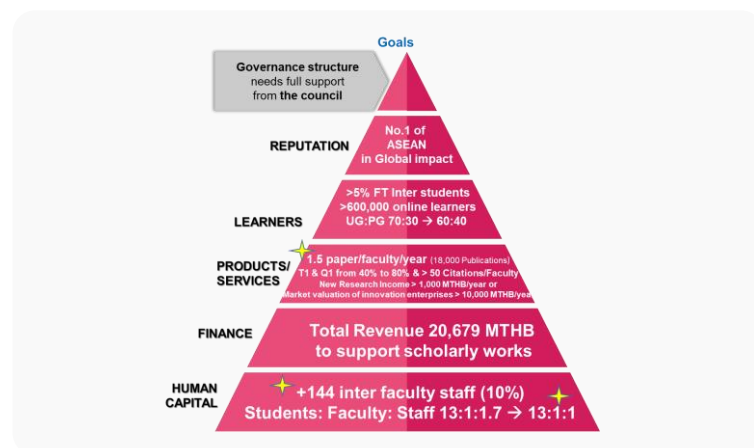 Goals
Governance structure
needs full support
from the council
REPUTATION
No.1 of
ASEAN
in Global impact
LEARNERS
>5% FT Inter students
>600,000 online learners
UG:PG 70:30 → 60:40
PRODUCTS/
SERVICES
1.5 paper/faculty/year (18,000 Publications)
T1 & Q1 from 40% to 80% & > 50 Citations/Faculty
New Research Income > 1,000 MTHB/year or
Market valuation of innovation enterprises > 10,000 MTHB/year
FINANCE
Total Revenue 20,679 MTHB
to support scholarly works
HUMAN
CAPITAL
+144 inter faculty staff (10%)
Students: Faculty: Staff 13:1:1.7 → 13:1:1